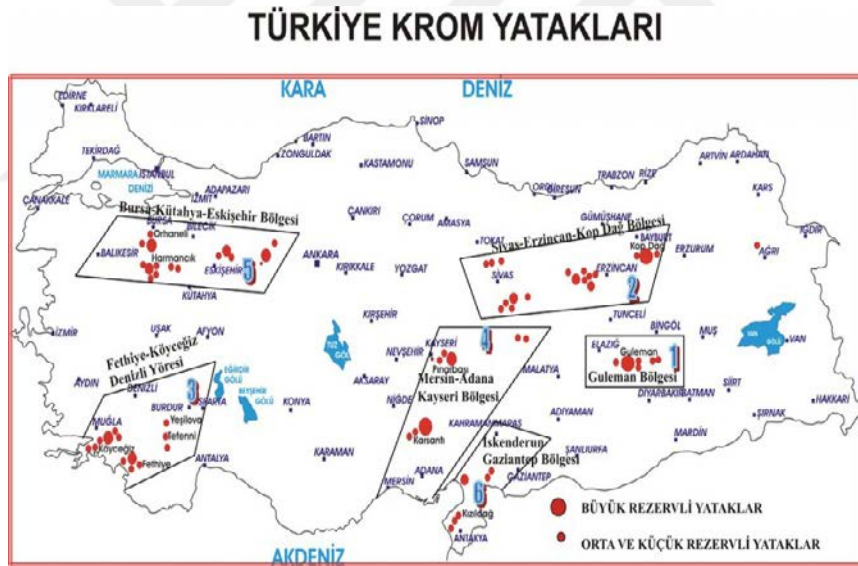 TÜRKİYE KROM YATAKLARI
KARA DENİZ
EDİRNE
KIRKLARELİ
TEKİRDAĞ
İSTANBUL
MARMARA
DENİZİ
İZMİT
ADAPAZARI
ZONGULDAK
BARTIN
KASTAMONU
SİNOP
SAMSUN
ORDU
GİRESUN
TRABZON
RİZE
ARTVİN
ARDAHAN
KARS
IĞDIR
AĞRI
ÇANAKKALE
Bursa-Kütahya-Eskişehir Bölgesi
BURSA
BİLECİK
Orhaneli
BALIKESİR
Harmancık
ESKİŞEHİR
5
KÜTAHYA
ÇANKIRI
ÇORUM
AMASYA
ANKARA
KIRIKKALE
YOZGAT
TOKAT
Sivas-Erzincan-Kop Dağ Bölgesi
GÜMÜŞHANE
BAYBURT
Kop Dağ
SİVAS
ERZİNCAN
2
ERZURUM
TUNCELİ
BİNGÖL
MUŞ
VAN
GÖLÜ
VAN
ELAZIĞ
Guleman
1
Guleman Bölgesi
DİYARBAKIR
BATMAN
SİİRT
ŞIRNAK
HAKKARİ
MARDİN
İZMİR
UŞAK
AFYON
Fethiye-Köyceğiz
Denizli Yöresi
AYDIN
DENİZLİ
3
EĞİRDİR
GÖLÜ
BEYŞEHİR
GÖLÜ
BURDUR
ISPARTA
MUĞLA
Yeşilova
Tefenni
Köyceğiz
Fethiye
ANTALYA
KONYA
KARAMAN
TUZ
GÖL
KIRŞEHİR
NEVŞEHİR
AKSARAY
NİĞDE
KAYSERİ
4
Pınarbaşı
Mersin-Adana
Kayseri Bölgesi
MALATYA
ADIYAMAN
KAHRAMANMARAŞ
Karsantı
ADANA
MERSİN
İskenderun
Gaziantep Bölgesi
ŞANLIURFA
GAZİANTEP
6
Kızıldağ
ANTAKYA
BÜYÜK REZERVLİ YATAKLAR
ORTA VE KÜÇÜK REZERVLİ YATAKLAR
AKDENİZ